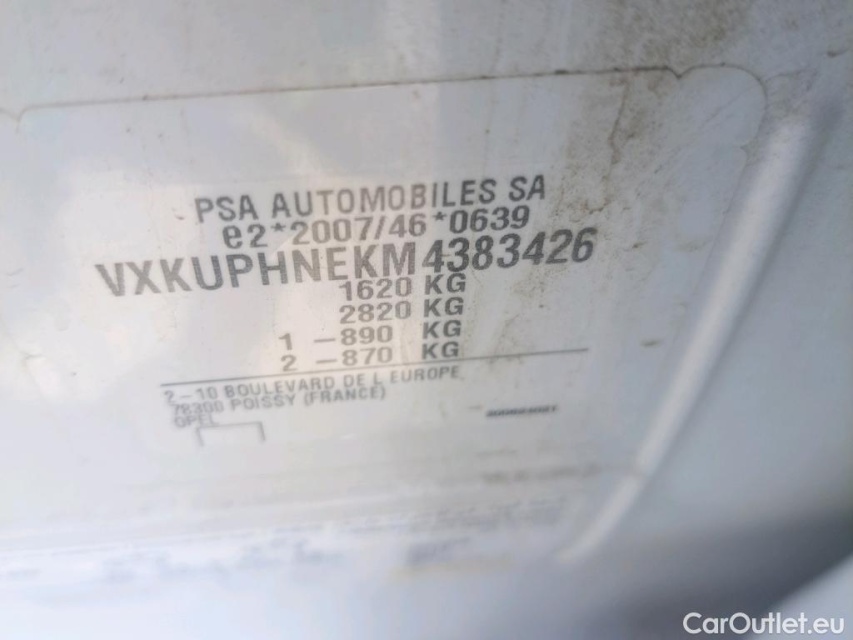 PSA AUTOMOBILES SA
e2*2007/46*0639
VXKUPHNEKM4383426
1620 KG
2820 KG
1 -890 KG
2 -870 KG
2-10 BOULEVARD DE L EUROPE
78300 POISSY (FRANCE)
OPEL
CarOutlet.eu